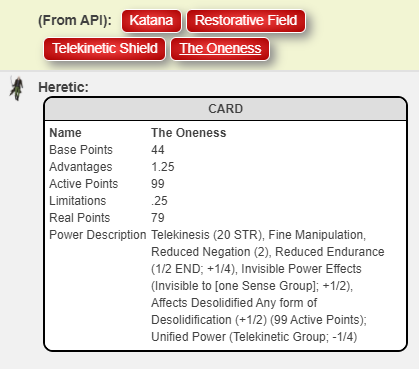 (From API): Katana Restorative Field
Telekinetic Shield The Oneness
Heretic:
CARD
Name The Oneness
Base Points 44
Advantages 1.25
Active Points 99
Limitations .25
Real Points 79
Power Description Telekinesis (20 STR), Fine Manipulation,
Reduced Negation (2), Reduced Endurance
(1/2 END; +1/4), Invisible Power Effects
(Invisible to [one Sense Group]; +1/2),
Affects Desolidified Any form of
Desolidification (+1/2) (99 Active Points);
Unified Power (Telekinetic Group; -1/4)